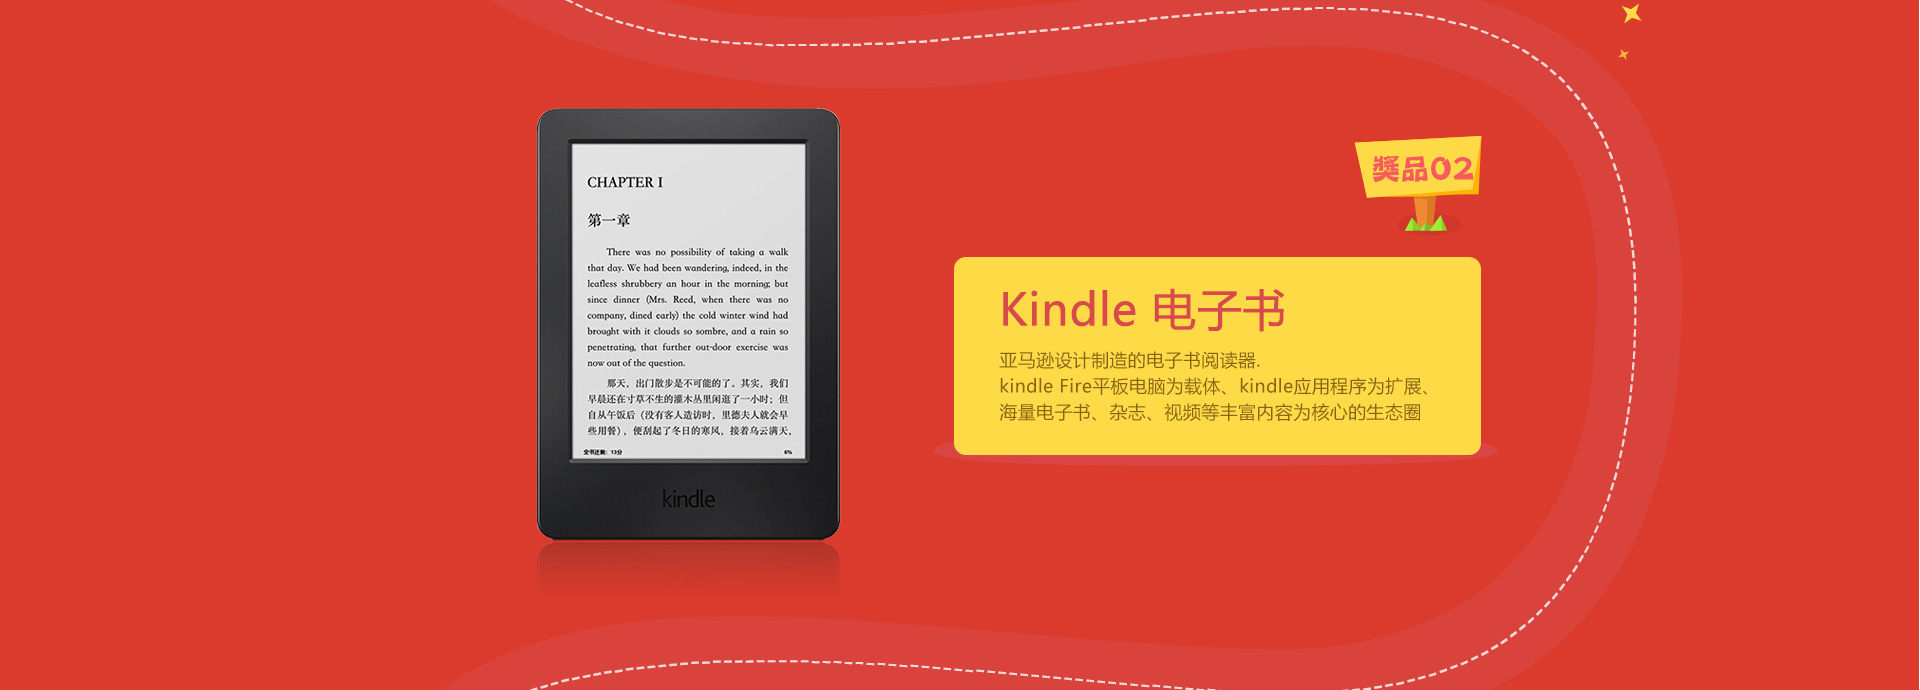 CHAPTER I
第一章
There was no possibility of taking a walk
that day. We had been wandering, indeed, in the
leafless shrubbery an hour in the morning; but
since dinner (Mrs. Reed, when there was no
company, dined early) the cold winter wind had
brought with it clouds so sombre, and a rain so
penetrating, that further out-door exercise was
now out of the question.
那天，出门散步是不可能的了。其实，我们
早晨还在寸草不生的灌木丛里闲逛了一小时；但
自从午饭后（没有客人造访时，里德夫人就会早
些用餐），便刮起了冬日的寒风，接着乌云满天，
全书还剩：13分 6%
kindle
奖品02
Kindle 电子书
亚马逊设计制造的电子书阅读器.
kindle Fire平板电脑为载体、kindle应用程序为扩展、
海量电子书、杂志、视频等丰富内容为核心的生态圈